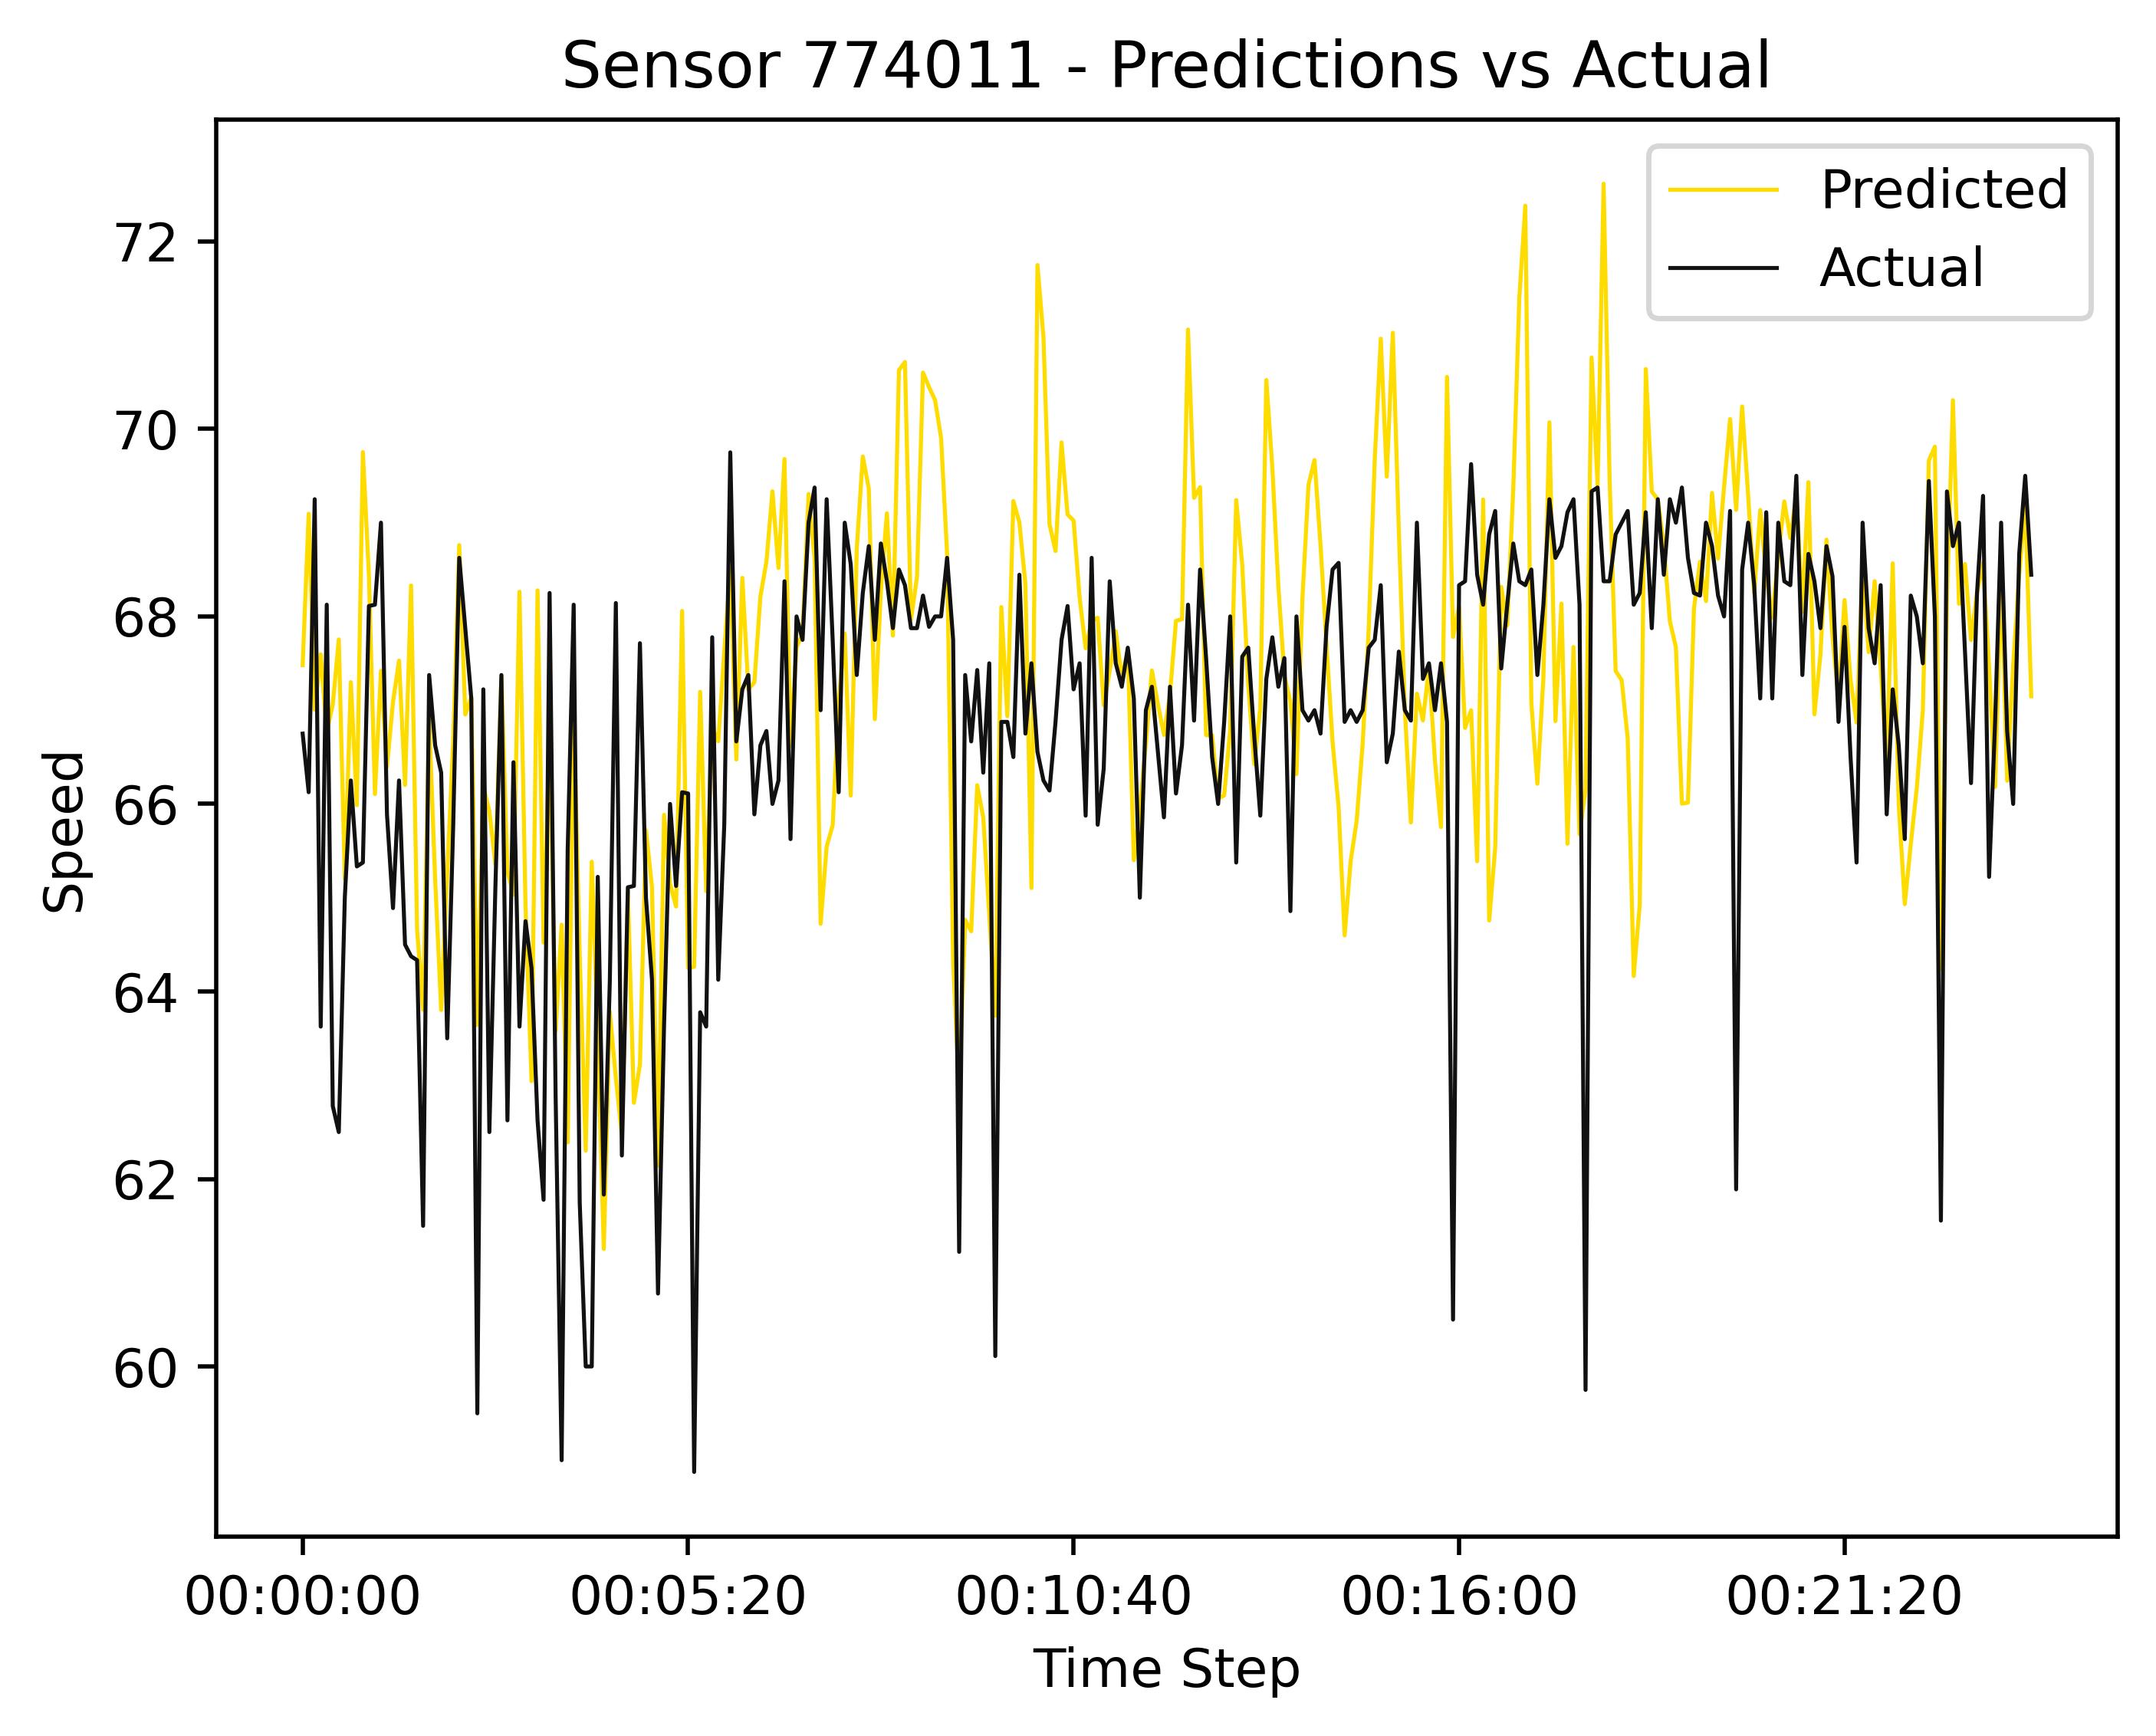 Sensor 774011 - Predictions vs Actual
Predicted
Actual
72
70
68
66
64
62
60
Speed
00:00:00
00:05:20
00:10:40
00:16:00
00:21:20
Time Step